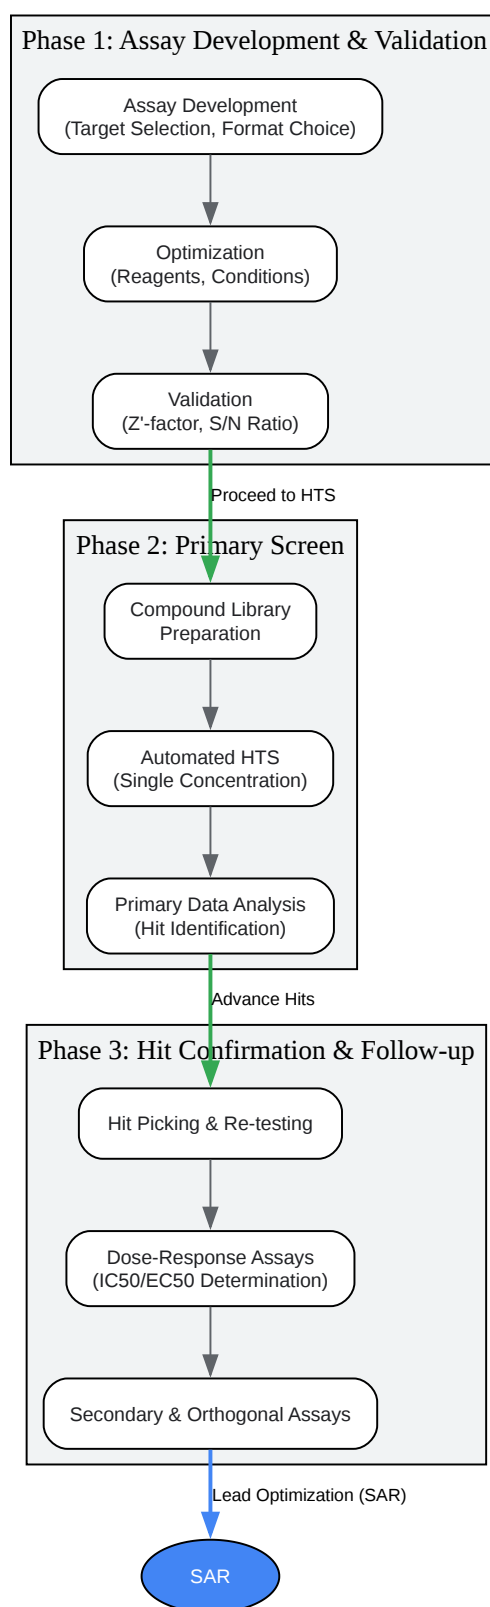 Phase 1: Assay Development & Validation
Assay Development
(Target Selection, Format Choice)
Optimization
(Reagents, Conditions)
Validation
(Z'-factor, S/N Ratio)
Proceed to HTS
Phase 2: Primary Screen
Compound Library
Preparation
Automated HTS
(Single Concentration)
Primary Data Analysis
(Hit Identification)
Advance Hits
Phase 3: Hit Confirmation & Follow-up
Hit Picking & Re-testing
Dose-Response Assays
(IC50/EC50 Determination)
Secondary & Orthogonal Assays
Lead Optimization (SAR)
SAR